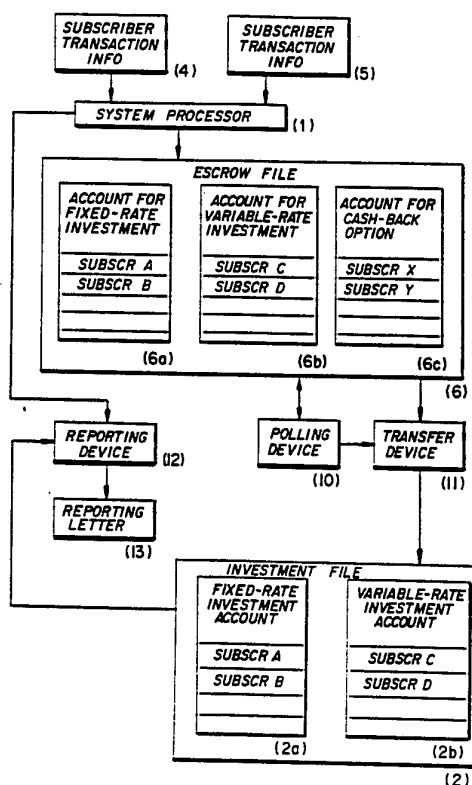 SUBSCRIBER
TRANSACTION
INFO
(4)
SUBSCRIBER
TRANSACTION
INFO
(5)
SYSTEM PROCESSOR
(1)
ESCROW FILE
ACCOUNT FOR
FIXED-RATE
INVESTMENT
SUBSCR A
SUBSCR B
(6a)
ACCOUNT FOR
VARIABLE-RATE
INVESTMENT
SUBSCR C
SUBSCR D
(6b)
ACCOUNT FOR
CASH-BACK
OPTION
SUBSCR X
SUBSCR Y
(6c)
(6)
REPORTING
DEVICE
(12)
POLLING
DEVICE
(10)
TRANSFER
DEVICE
(11)
REPORTING
LETTER
(13)
INVESTMENT FILE
FIXED-RATE
INVESTMENT
ACCOUNT
SUBSCR A
SUBSCR B
(2a)
VARIABLE-RATE
INVESTMENT
ACCOUNT
SUBSCR C
SUBSCR D
(2b)
(2)